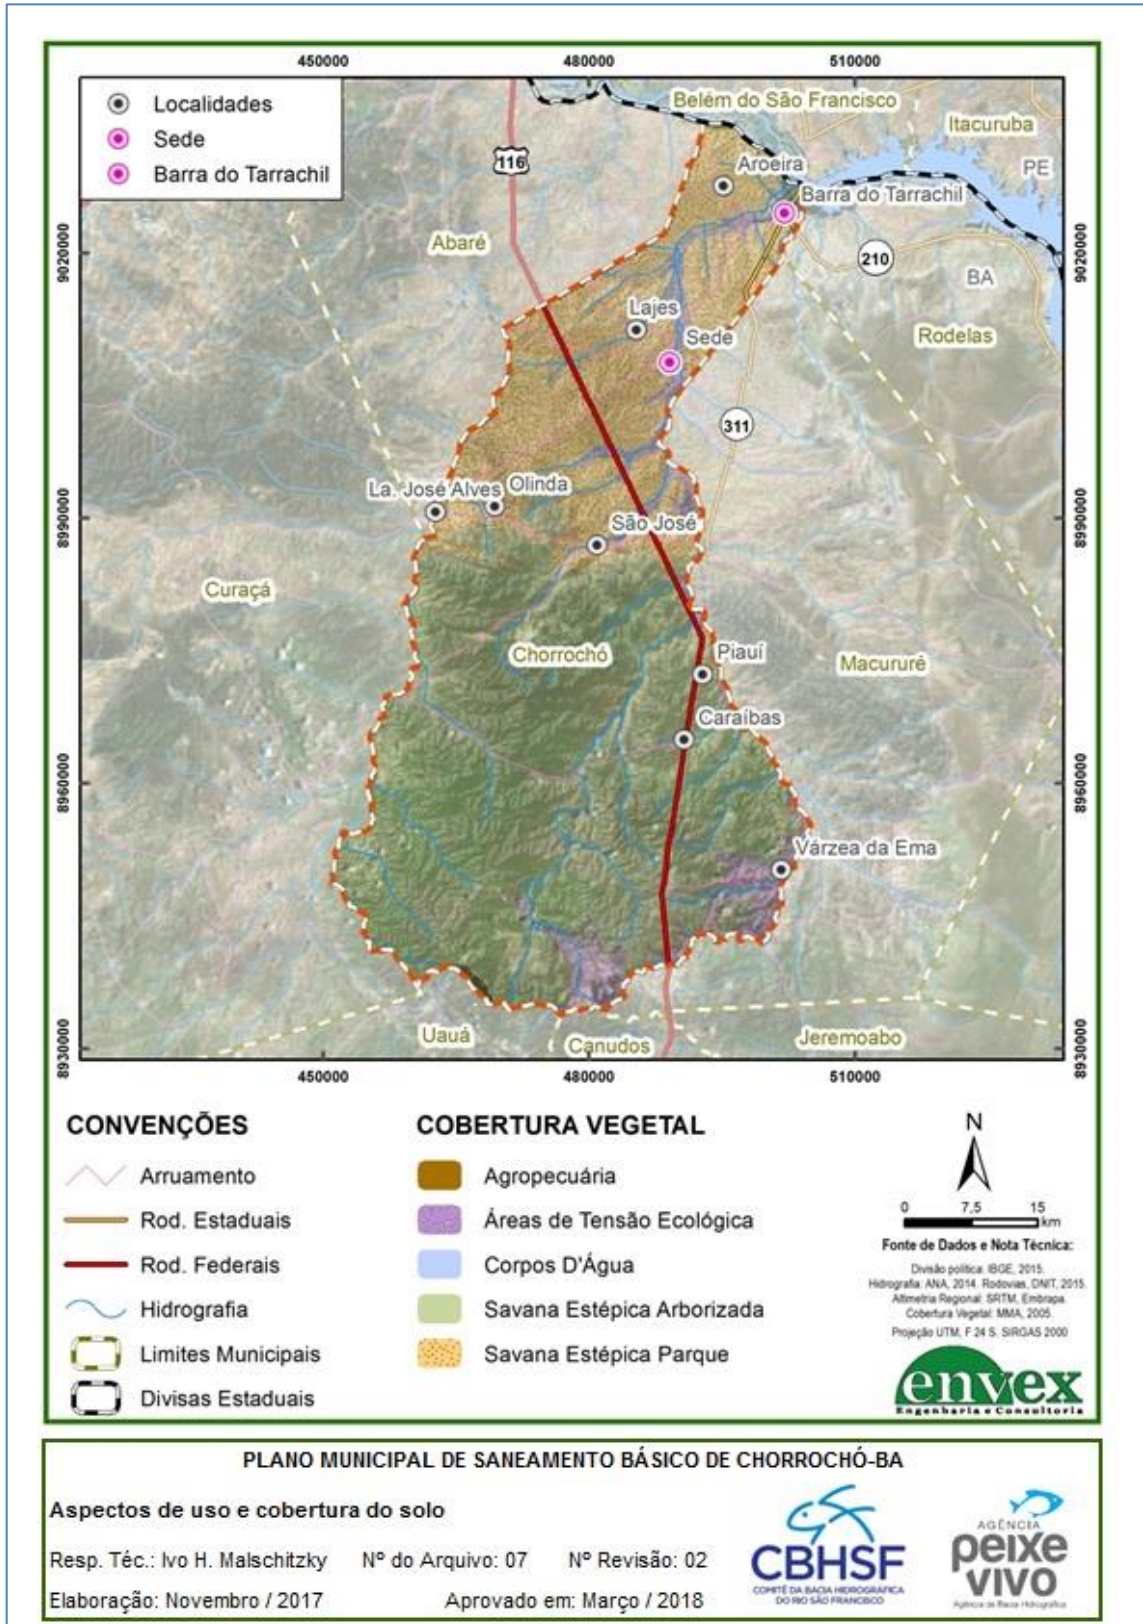 450000
480000
510000
Localidades
Sede
Barra do Tarrachil
116
Belém do São Francisco
Itacuruba
PE
Aroeira
Barra do Tarrachil
Abaré
9020000
9020000
210
BA
Lajes
Sede
Rodelas
311
La. José Alves
Olinda
São José
8990000
8990000
Curaçá
Chorrochó
Piauí
Macururé
Caraíbas
8960000
8960000
Várzea da Ema
Uauá
Canudos
Jeremoabo
8930000
8930000
450000
480000
510000
CONVENÇÕES
Arruamento
Rod. Estaduais
Rod. Federais
Hidrografia
Limites Municipais
Divisas Estaduais
COBERTURA VEGETAL
Agropecuária
Áreas de Tensão Ecológica
Corpos D'Água
Savana Estépica Arborizada
Savana Estépica Parque
N
0 7,5 15
km
Fonte de Dados e Nota Técnica:
Divisão política: IBGE, 2015.
Hidrografia: ANA, 2014. Rodovias, DNIT, 2015.
Altimetria Regional: SRTM, Embrapa.
Cobertura Vegetal: MMA, 2005.
Projeção UTM, F 24 S. SIRGAS 2000
envex
Engenharia e Consultoria
PLANO MUNICIPAL DE SANEAMENTO BÁSICO DE CHORROCHÓ-BA
Aspectos de uso e cobertura do solo
Resp. Téc.: Ivo H. Malschitzky Nº do Arquivo: 07 Nº Revisão: 02
Elaboração: Novembro / 2017 Aprovado em: Março / 2018
CBHSF
COMITÊ DA BACIA HIDROGRÁFICA
DO RIO SÃO FRANCISCO
AGÊNCIA
peixe
vivo
Agência de Bacia Hidrográfica